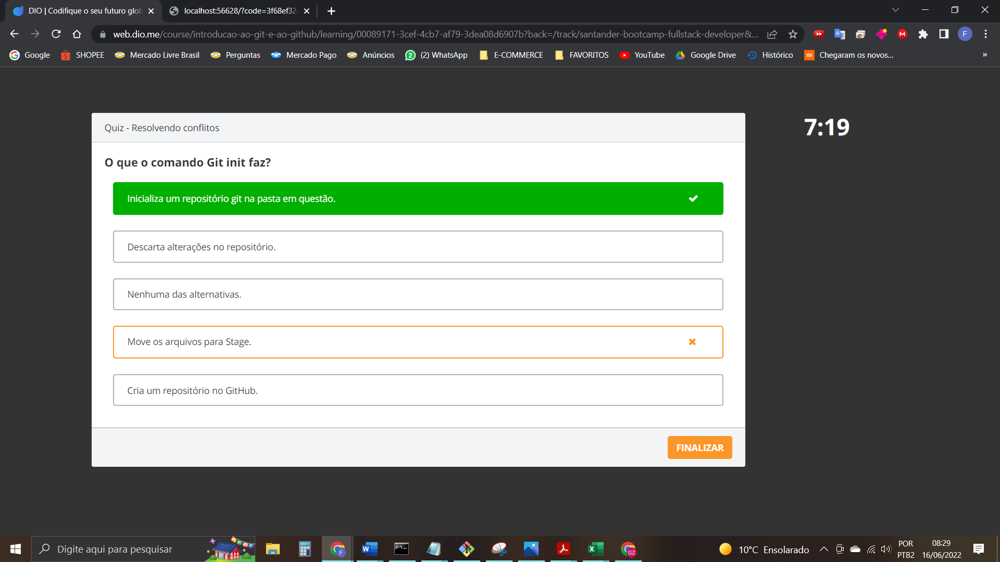 DIO | Codifique o seu futuro glob
localhost:56628/?code=3f68ef32
web.dio.me/course/introducao-ao-git-e-ao-github/learning/00089171-3cef-4cb7-af79-3dea08d6907b?back=/track/santander-bootcamp-fullstack-developer&...
F
Google
SHOPEE
Mercado Livre Brasil
Perguntas
Mercado Pago
Anúncios
(2) WhatsApp
E-COMMERCE
FAVORITOS
YouTube
Google Drive
Histórico
Chegaram os novos...
»
Quiz - Resolvendo conflitos
7:19
O que o comando Git init faz?
Inicializa um repositório git na pasta em questão.
Descarta alterações no repositório.
Nenhuma das alternativas.
Move os arquivos para Stage.
Cria um repositório no GitHub.
FINALIZAR
Digite aqui para pesquisar
10°C Ensolarado
POR
PTB2
08:29
16/06/2022